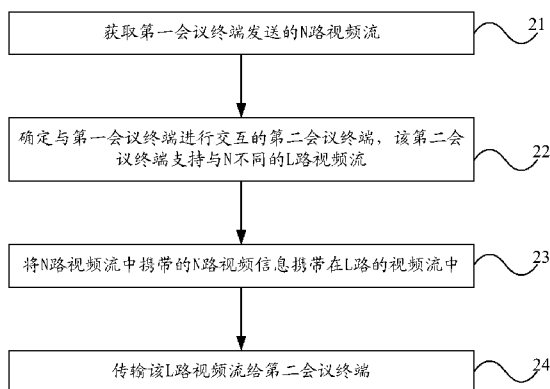 获取第一会议终端发送的N路视频流
21
确定与第一会议终端进行交互的第二会议终端，该第二会
议终端支持与N不同的L路视频流
22
将N路视频流中携带的N路视频信息携带在L路的视频流中
23
传输该L路视频流给第二会议终端
24